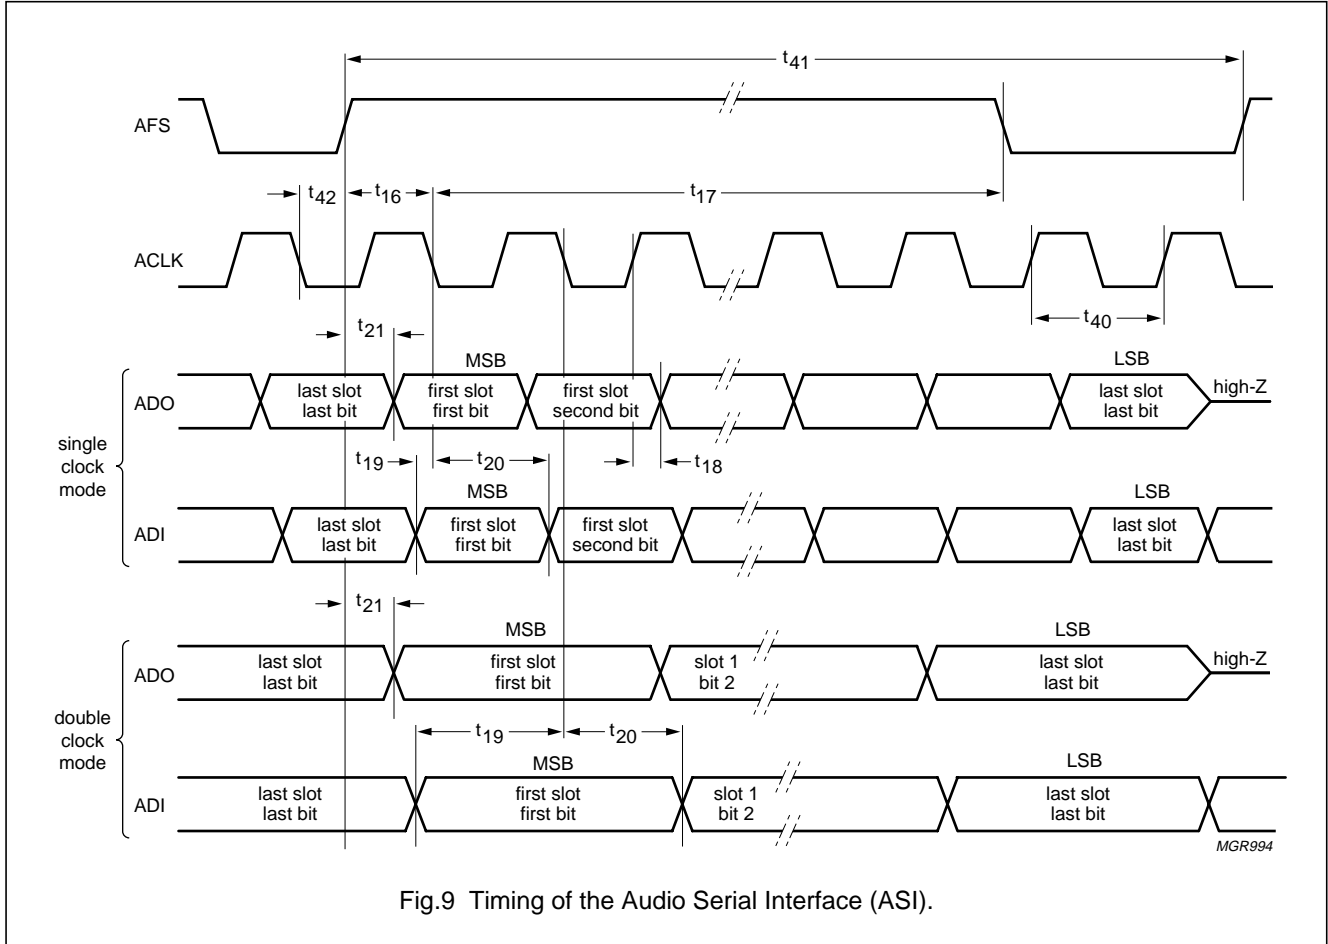 t41
AFS
t42 t16 t17
ACLK
t40
t21
MSB LSB
ADO last slot first slot first slot last slot high-Z
last bit first bit second bit last bit
single
clock
mode
t19 t20 t18
MSB LSB
ADI last slot first slot first slot last slot
last bit first bit second bit last bit
t21
MSB LSB
ADO last slot first slot slot 1 last slot high-Z
last bit first bit bit 2 last bit
double
clock
mode
t19 t20
MSB LSB
ADI last slot first slot slot 1 last slot
last bit first bit bit 2 last bit
MGR994
Fig.9 Timing of the Audio Serial Interface (ASI).